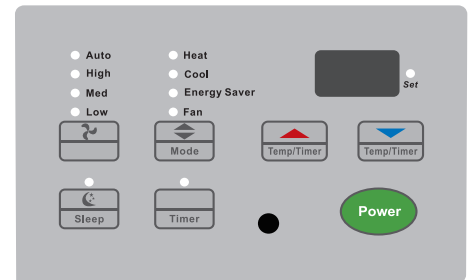 Auto
High
Med
Low
Heat
Cool
Energy Saver
Fan
Set
Mode
Temp/Timer
Temp/Timer
Sleep
Timer
Power